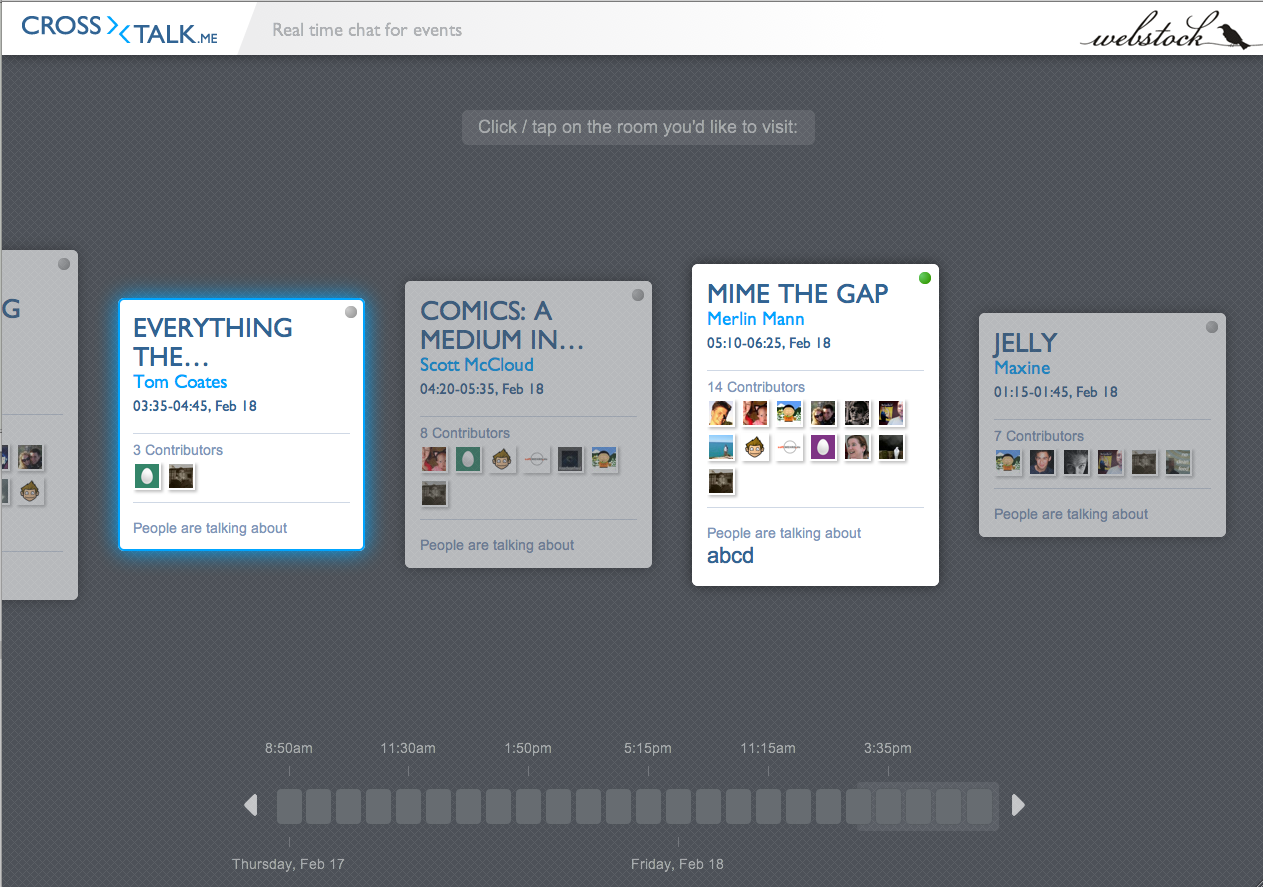 CROSS TALK.ME
Real time chat for events
webstock
Click / tap on the room you'd like to visit:
G
EVERYTHING
THE...
Tom Coates
03:35-04:45, Feb 18
3 Contributors
People are talking about
COMICS: A
MEDIUM IN...
Scott McCloud
04:20-05:35, Feb 18
8 Contributors
People are talking about
MIME THE GAP
Merlin Mann
05:10-06:25, Feb 18
14 Contributors
People are talking about
abcd
JELLY
Maxine
01:15-01:45, Feb 18
7 Contributors
People are talking about
8:50am 11:30am 1:50pm 5:15pm 11:15am 3:35pm
Thursday, Feb 17 Friday, Feb 18